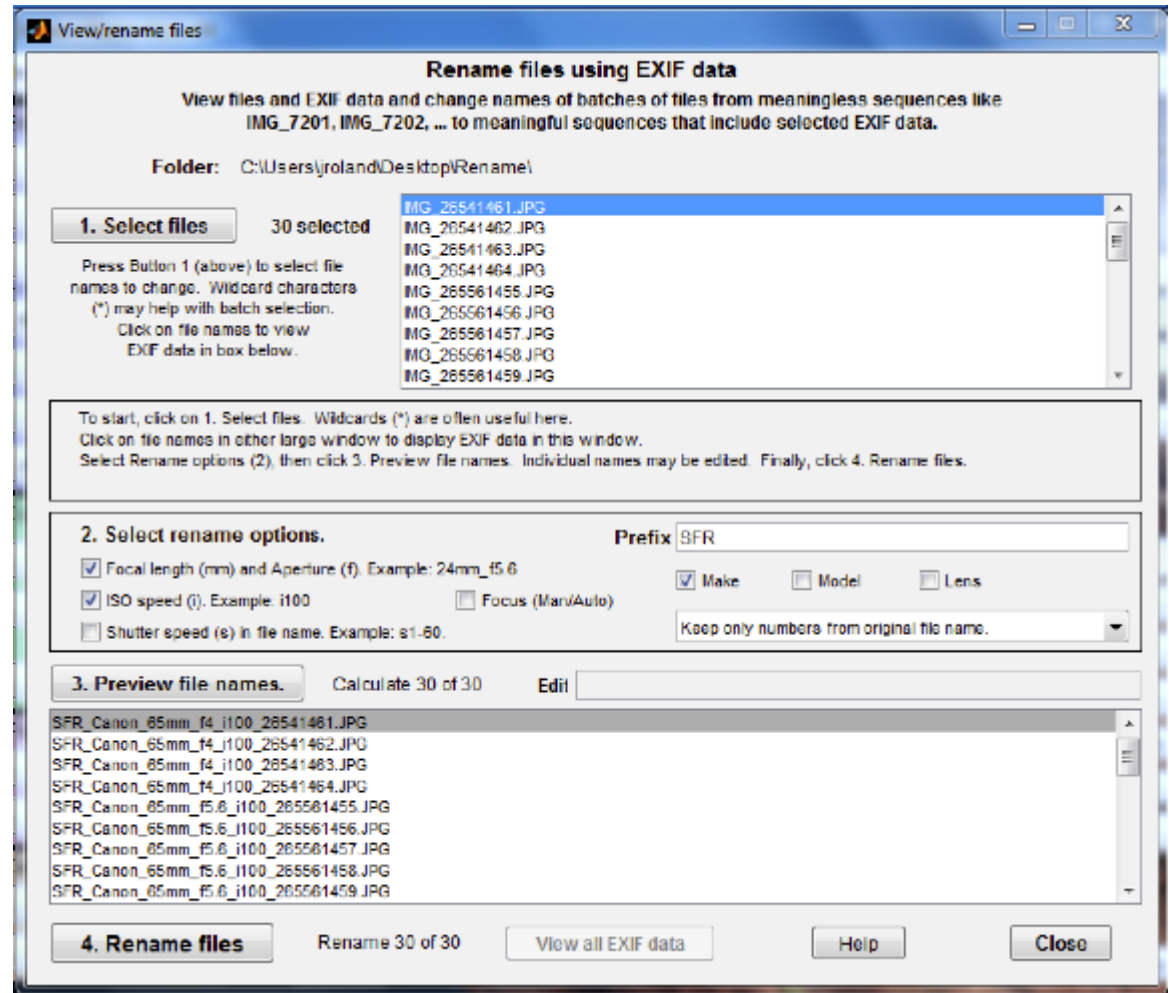 View/rename files
Rename files using EXIF data
View files and EXIF data and change names of batches of files from meaningless sequences like
IMG_7201, IMG_7202, ... to meaningful sequences that include selected EXIF data.
Folder: C:\Users\jroland\Desktop\Rename\
1. Select files
30 selected
Press Button 1 (above) to select file
names to change. Wildcard characters
(*) may help with batch selection.
Click on file names to view
EXIF data in box below.
IMG_26541461.JPG
IMG_26541462.JPG
IMG_26541463.JPG
IMG_26541464.JPG
IMG_265561455.JPG
IMG_265561456.JPG
IMG_265561457.JPG
IMG_265561458.JPG
IMG_265561459.JPG
To start, click on 1. Select files. Wildcards (*) are often useful here.
Click on file names in either large window to display EXIF data in this window.
Select Rename options (2), then click 3. Preview file names. Individual names may be edited. Finally, click 4. Rename files.
2. Select rename options.
Prefix SFR
Focal length (mm) and Aperture (f). Example: 24mm_f5.6
Make Model Lens
ISO speed (i). Example: i100 Focus (Man/Auto)
Shutter speed (s) in file name. Example: s1-60.
Keep only numbers from original file name.
3. Preview file names. Calculate 30 of 30 Edit
SFR_Canon_65mm_f4_i100_26541461.JPG
SFR_Canon_65mm_f4_i100_26541462.JPG
SFR_Canon_65mm_f4_i100_26541463.JPG
SFR_Canon_65mm_f4_i100_26541464.JPG
SFR_Canon_65mm_f5.6_i100_265561455.JPG
SFR_Canon_65mm_f5.6_i100_265561456.JPG
SFR_Canon_65mm_f5.6_i100_265561457.JPG
SFR_Canon_65mm_f5.6_i100_265561458.JPG
SFR_Canon_65mm_f5.6_i100_265561459.JPG
4. Rename files Rename 30 of 30 View all EXIF data Help Close